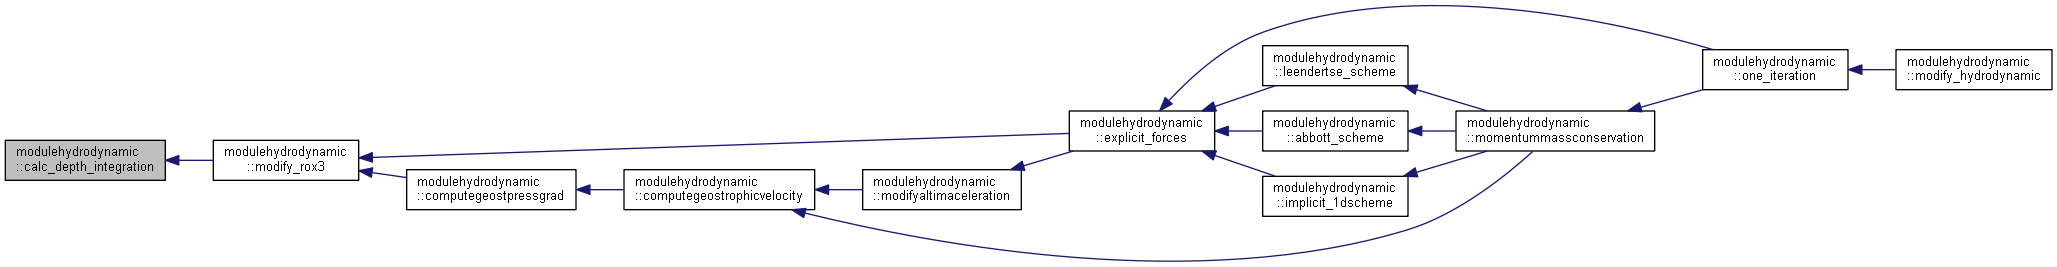 modulehydrodynamic
::calc_depth_integration
modulehydrodynamic
::modify_rox3
modulehydrodynamic
::computegeostpressgrad
modulehydrodynamic
::computegeostrophicvelocity
modulehydrodynamic
::modifyaltimaceleration
modulehydrodynamic
::explicit_forces
modulehydrodynamic
::leendertse_scheme
modulehydrodynamic
::abbott_scheme
modulehydrodynamic
::implicit_1dscheme
modulehydrodynamic
::momentummassconservation
modulehydrodynamic
::one_iteration
modulehydrodynamic
::modify_hydrodynamic